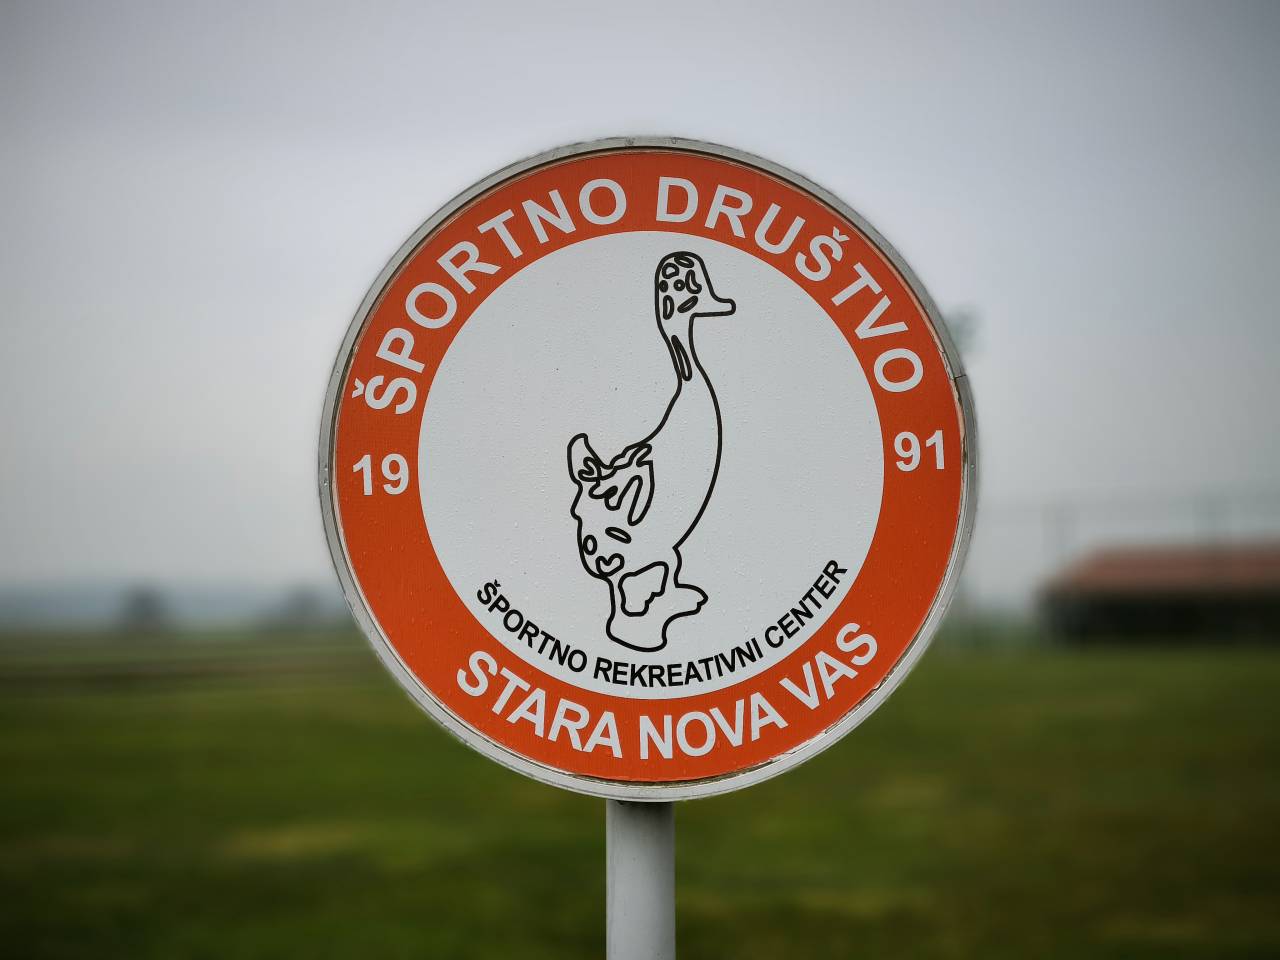 ŠPORTNO DRUŠTVO
19 91
ŠPORTNO REKREATIVNI CENTER
STARA NOVA VAS